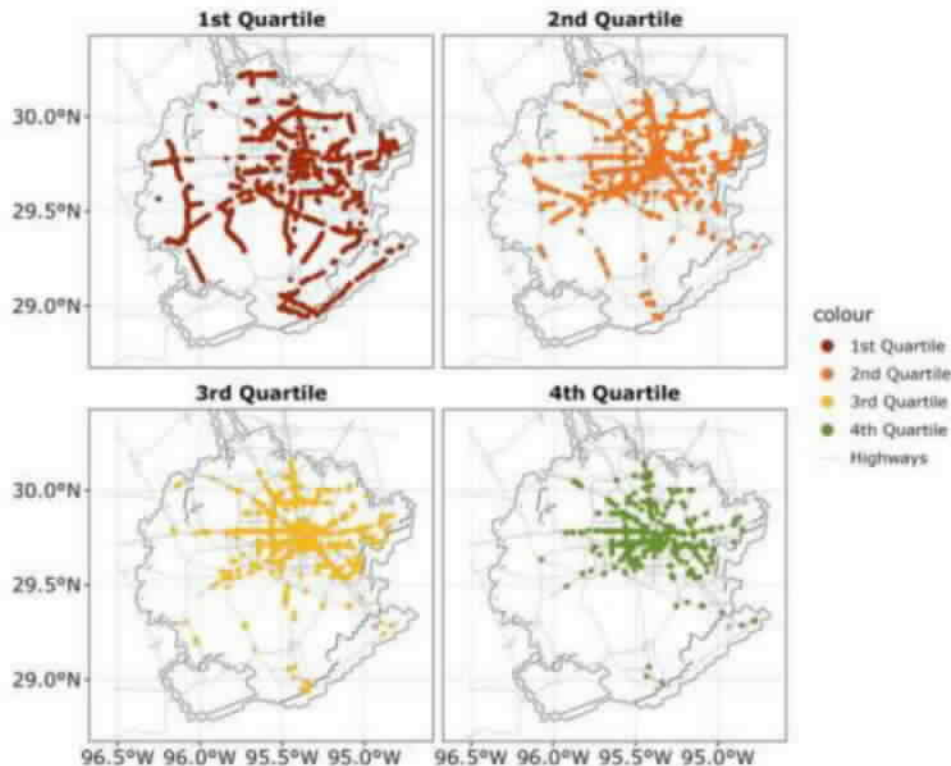 1st Quartile
2nd Quartile
30.0°N
29.5°N
29.0°N
3rd Quartile
4th Quartile
30.0°N
29.5°N
29.0°N
96.5°W 96.0°W 95.5°W 95.0°W
96.5°W 96.0°W 95.5°W 95.0°W
colour
1st Quartile
2nd Quartile
3rd Quartile
4th Quartile
Highways